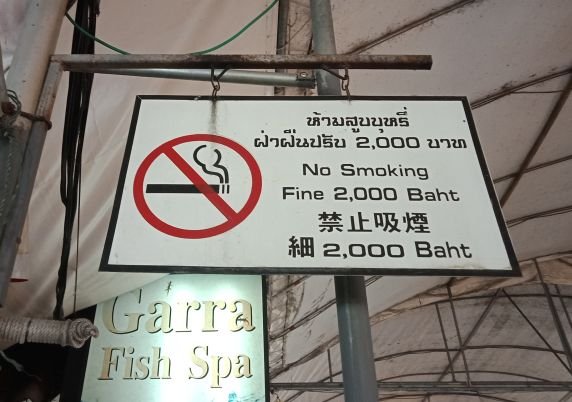 ห้ามสูบบุหรี่
ฝ่าฝืนปรับ 2,000 บาท
No Smoking
Fine 2,000 Baht
禁止吸煙
細 2,000 Baht
Garra
Fish Spa